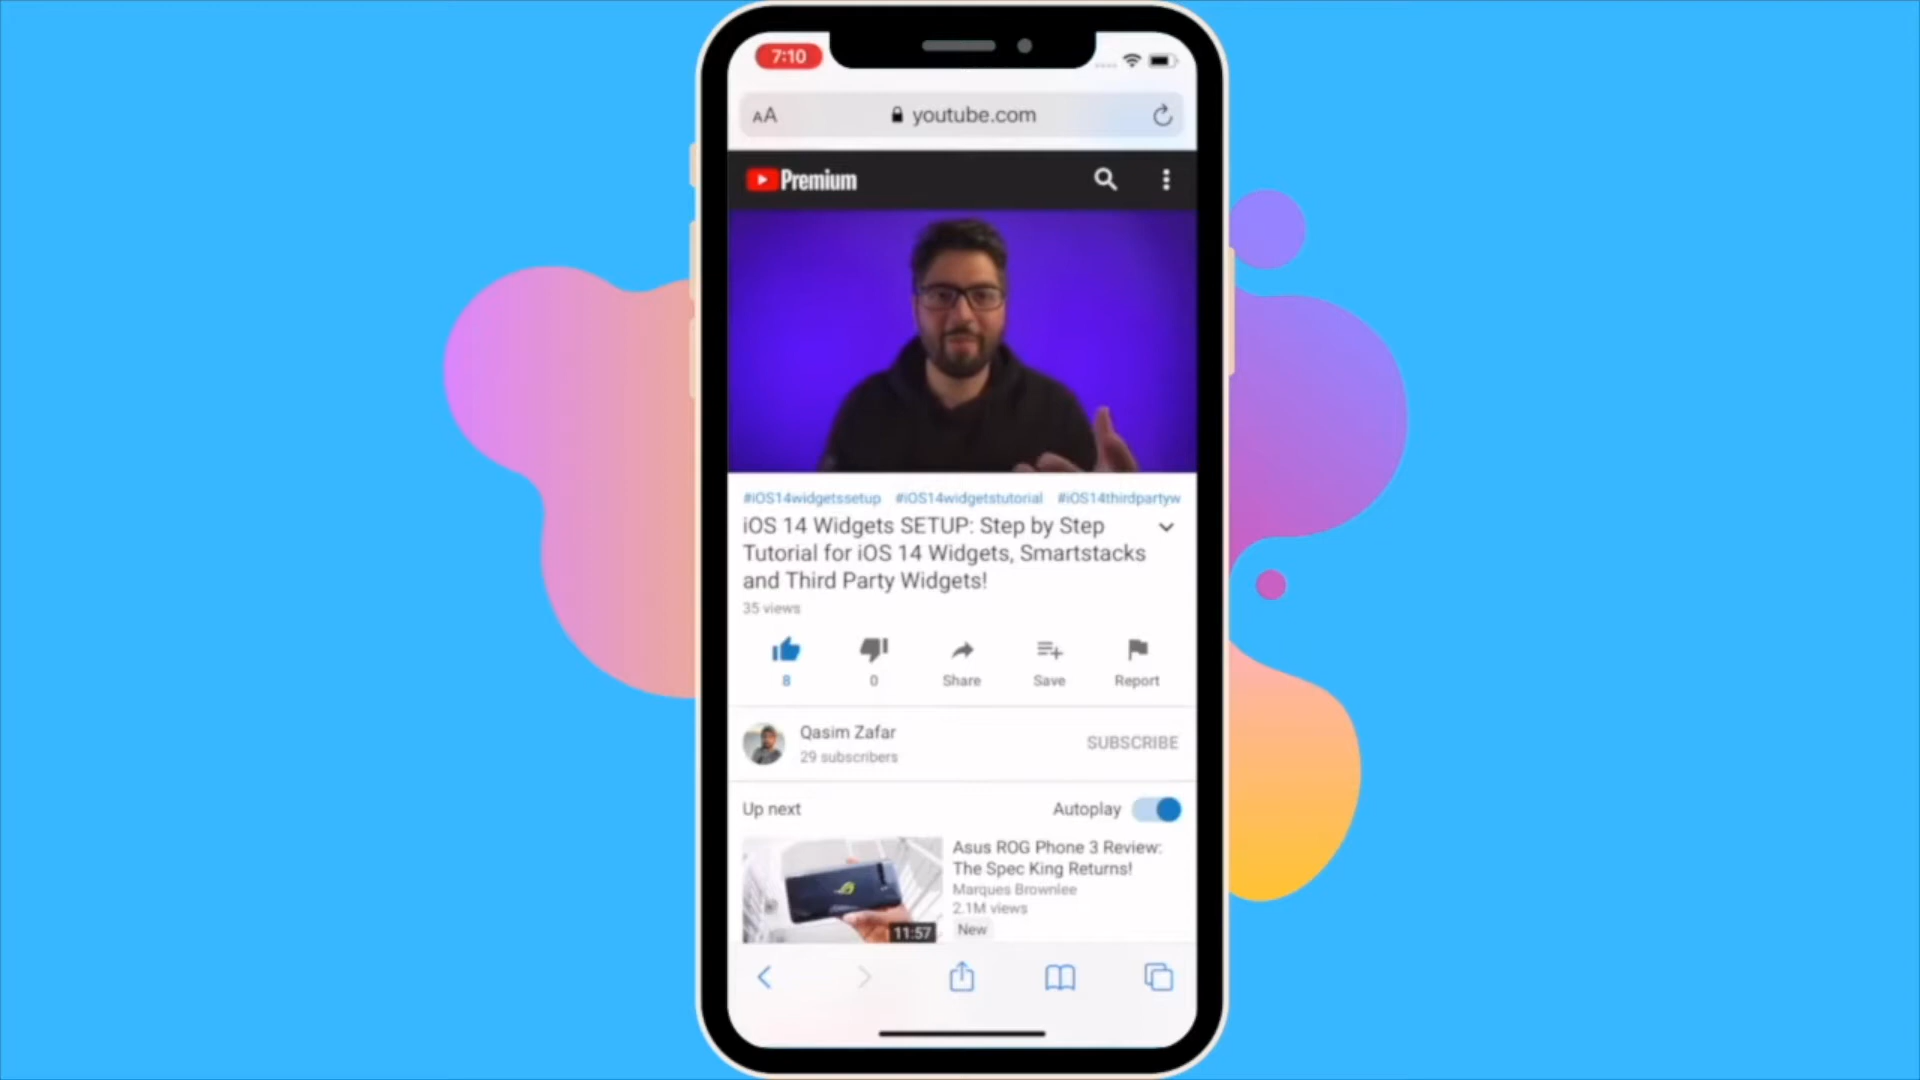 7:10
AA
youtube.com
Premium
#iOS14widgetssetup #iOS14widgetstutorial #iOS14thirdpartyw
iOS 14 Widgets SETUP: Step by Step
Tutorial for iOS 14 Widgets, Smartstacks
and Third Party Widgets!
35 views
8
0
Share
Save
Report
Qasim Zafar
29 subscribers
SUBSCRIBE
Up next
Autoplay
Asus ROG Phone 3 Review:
The Spec King Returns!
Marques Brownlee
2.1M views
New
11:57